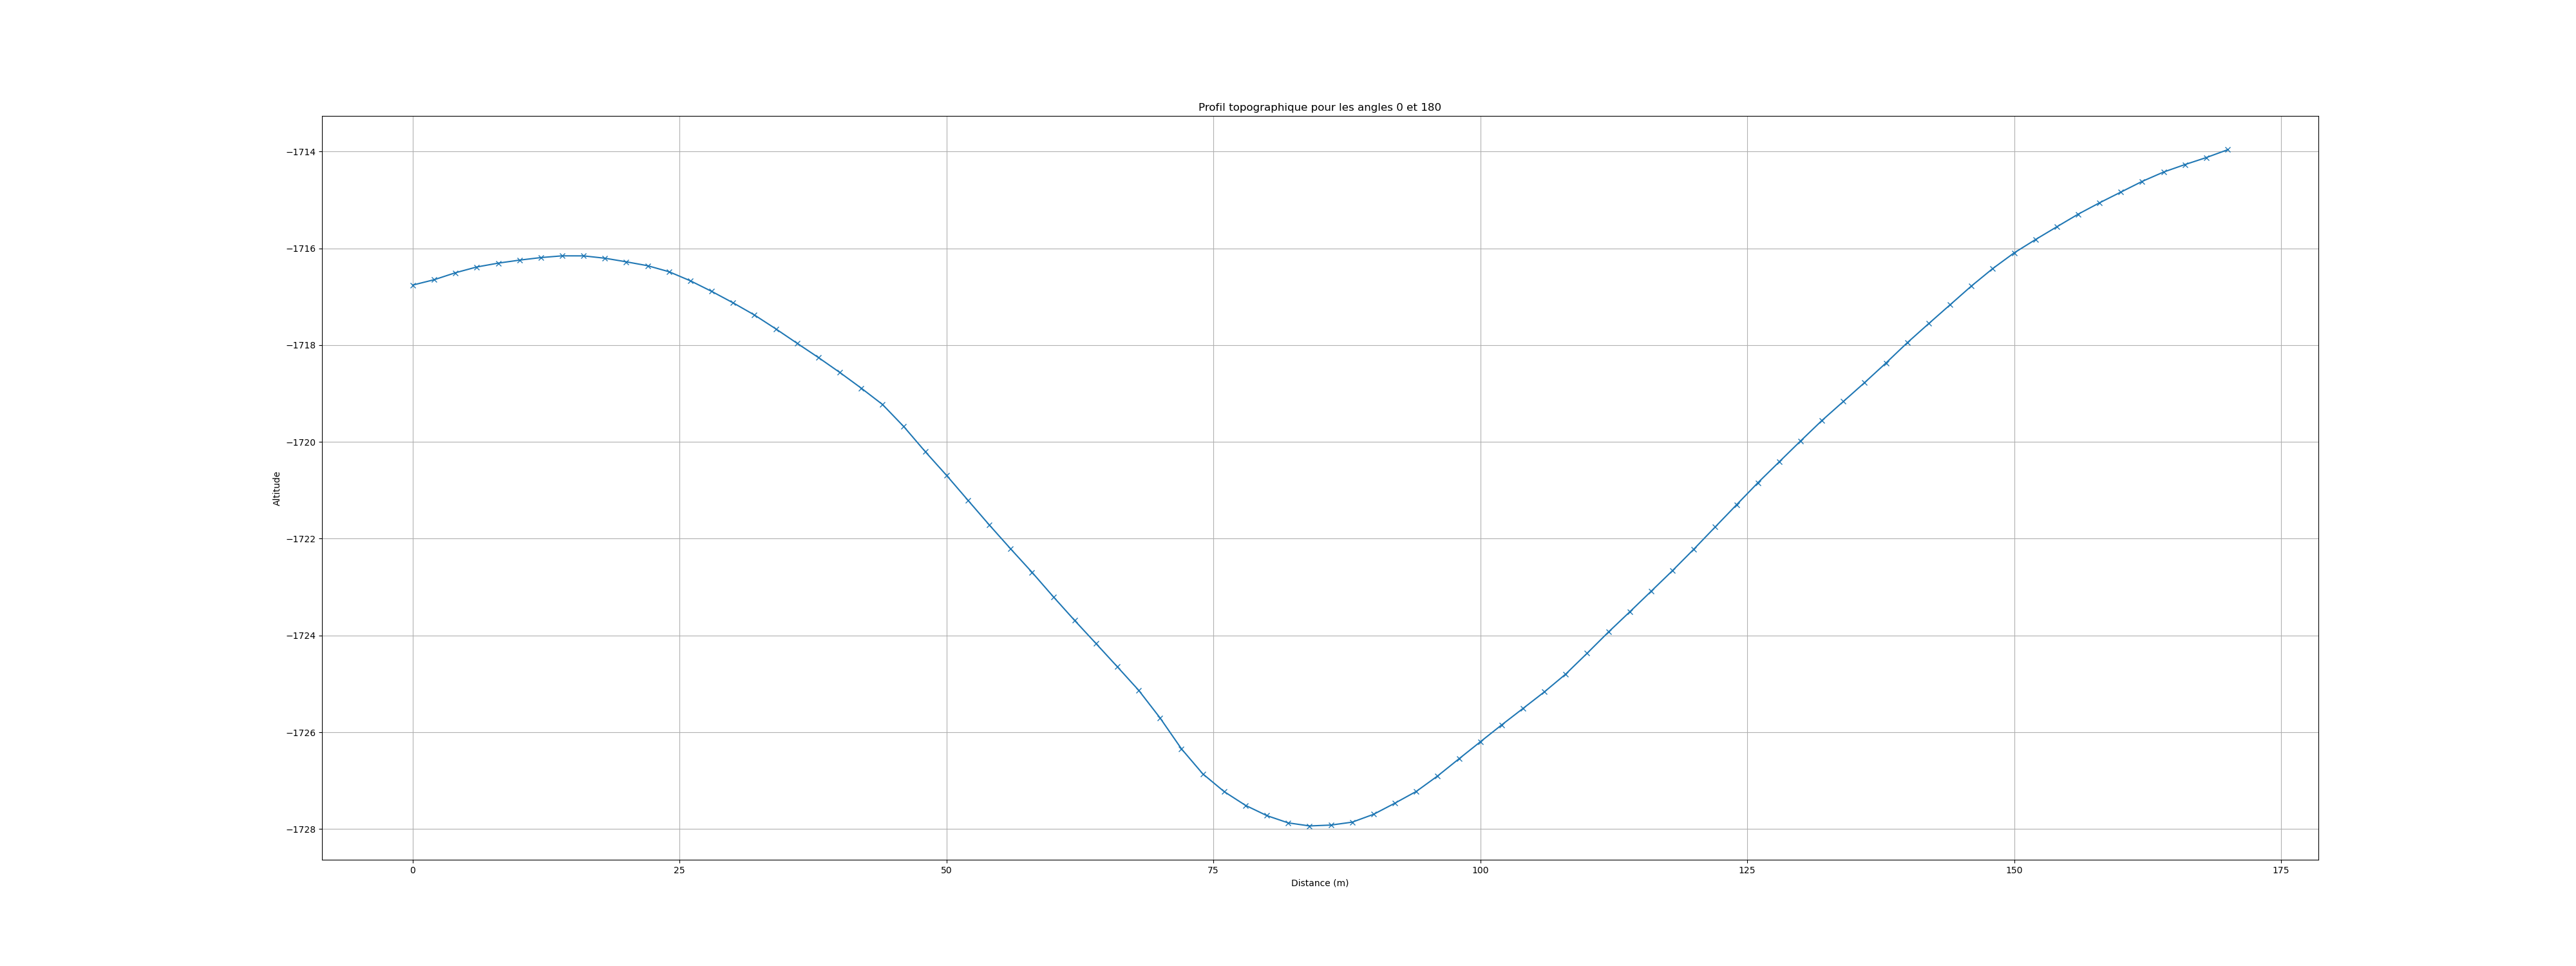 Profil topographique pour les angles 0 et 180
−1714
−1716
−1718
−1720
−1722
−1724
−1726
−1728
Altitude
0 25 50 75 100 125 150 175
Distance (m)